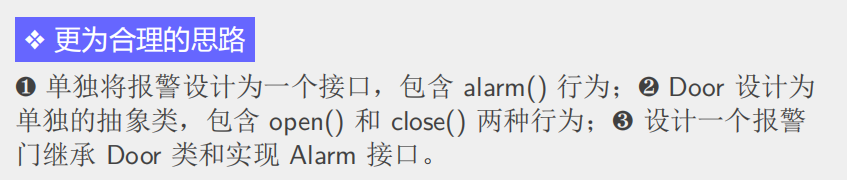 ❖ 更为合理的思路
❶ 单独将报警设计为一个接口，包含 alarm() 行为；❷ Door 设计为
单独的抽象类，包含 open() 和 close() 两种行为；❸ 设计一个报警
门继承 Door 类和实现 Alarm 接口。